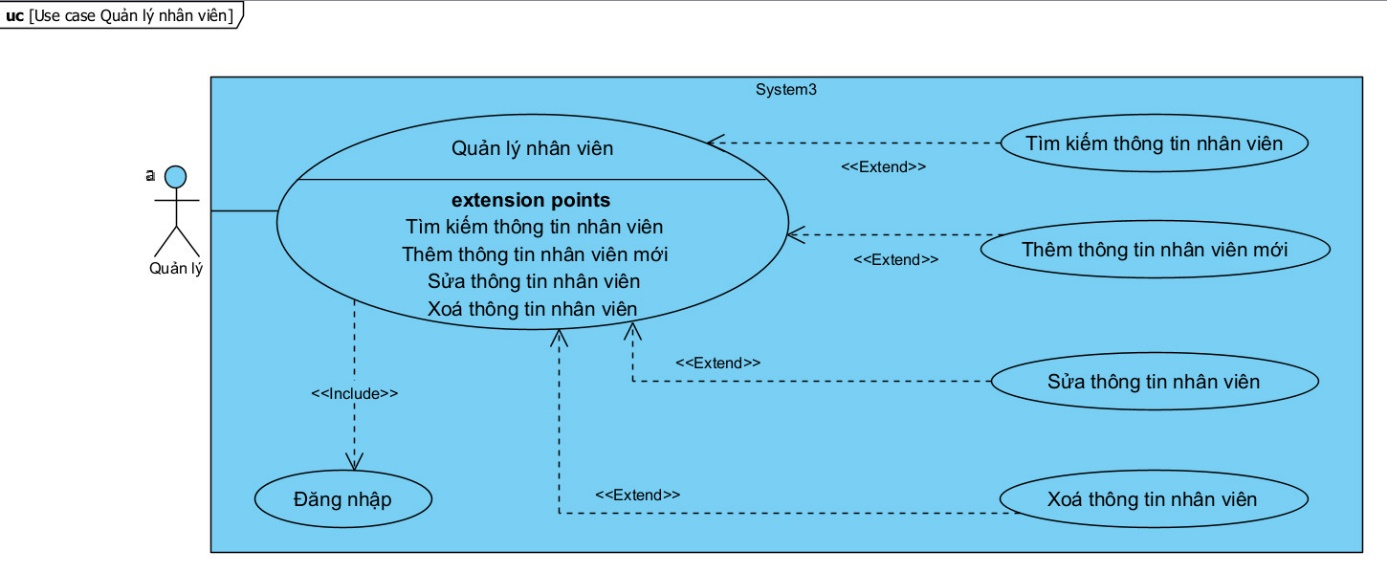 uc [Use case Quản lý nhân viên]
System3
a
Quản lý
Quản lý nhân viên
extension points
Tìm kiếm thông tin nhân viên
Thêm thông tin nhân viên mới
Sửa thông tin nhân viên
Xoá thông tin nhân viên
<<Extend>>
Tìm kiếm thông tin nhân viên
<<Extend>>
Thêm thông tin nhân viên mới
<<Extend>>
Sửa thông tin nhân viên
<<Include>>
Đăng nhập
<<Extend>>
Xoá thông tin nhân viên